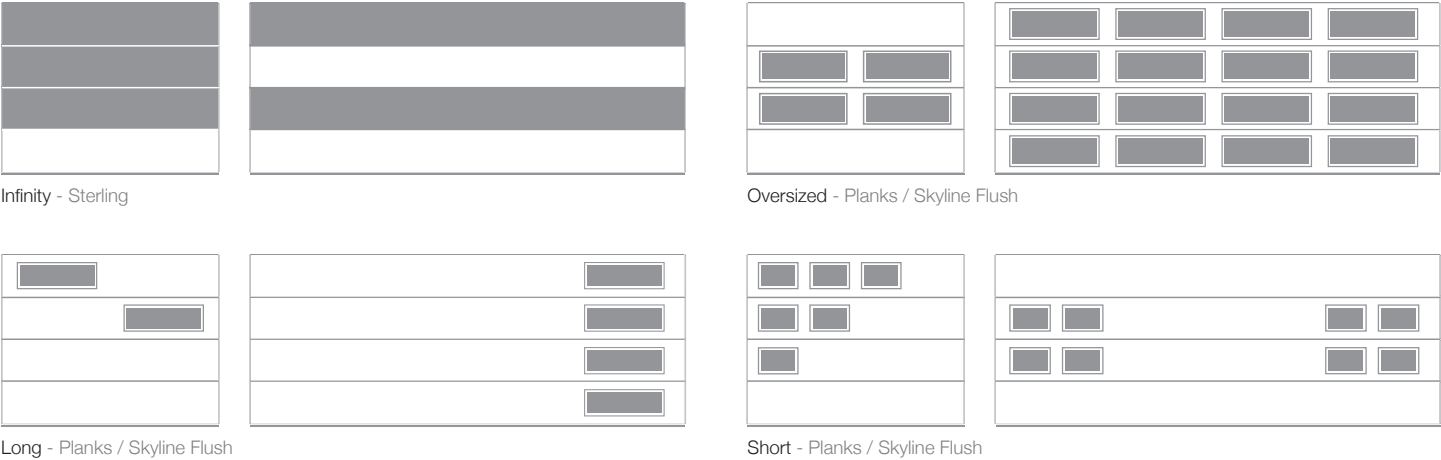 Infinity - Sterling
Oversized - Planks / Skyline Flush
Long - Planks / Skyline Flush
Short - Planks / Skyline Flush